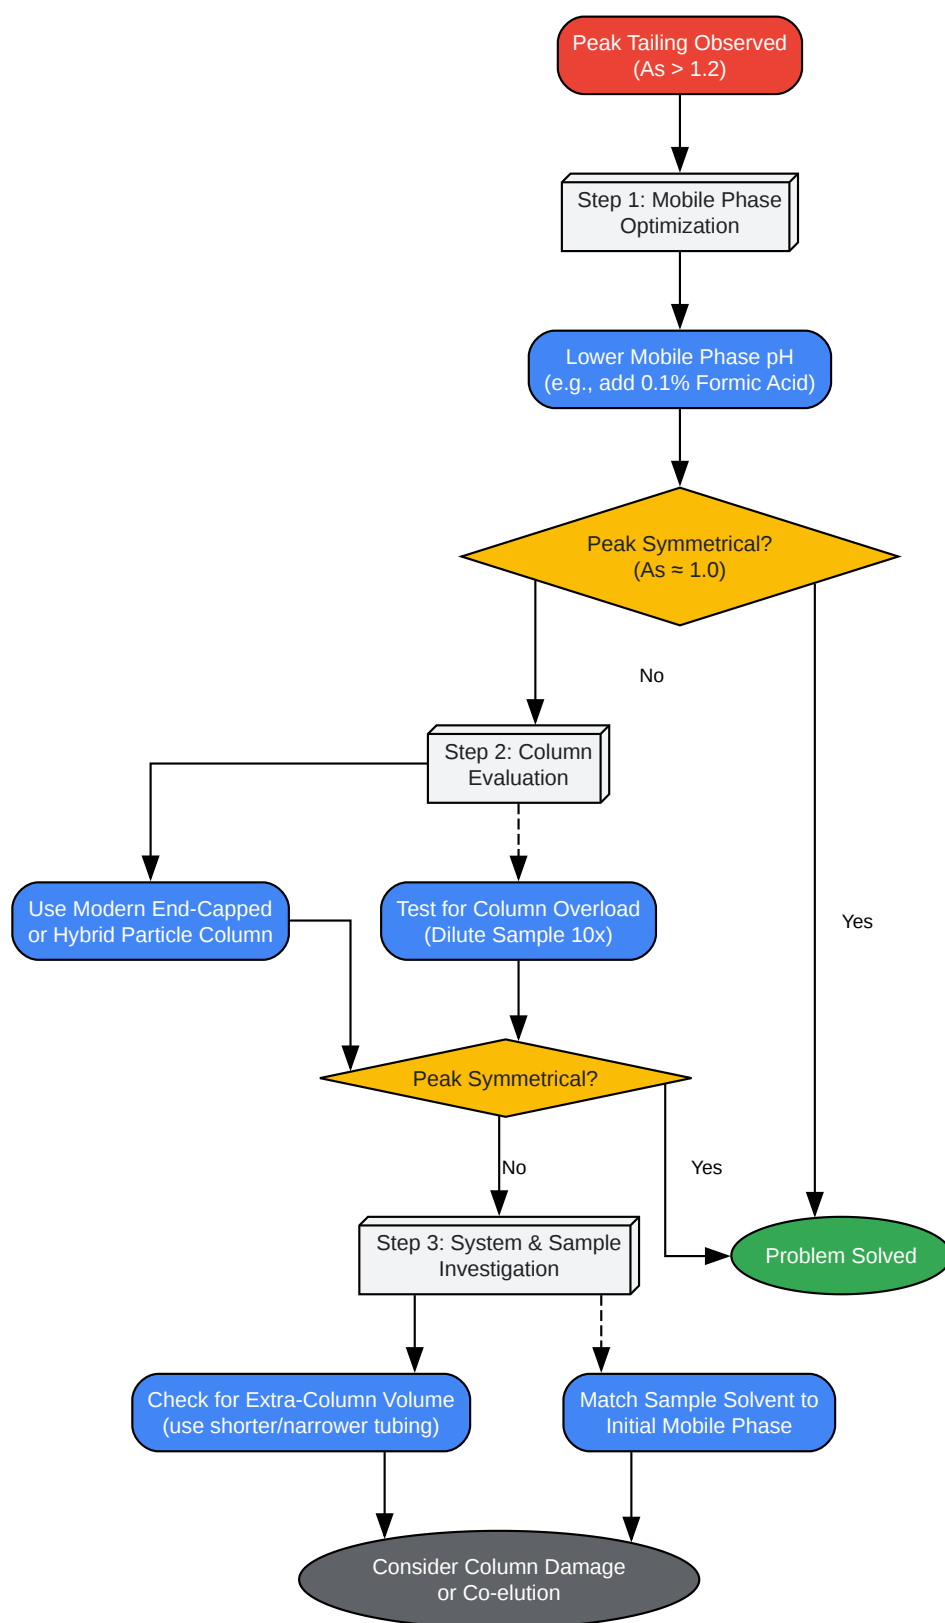 Peak Tailing Observed
(As > 1.2)
Step 1: Mobile Phase
Optimization
Lower Mobile Phase pH
(e.g., add 0.1% Formic Acid)
Peak Symmetrical?
(As ≈ 1.0)
No
Step 2: Column
Evaluation
Use Modern End-Capped
or Hybrid Particle Column
Test for Column Overload
(Dilute Sample 10x)
Yes
Peak Symmetrical?
No
Yes
Step 3: System & Sample
Investigation
Problem Solved
Check for Extra-Column Volume
(use shorter/narrower tubing)
Match Sample Solvent to
Initial Mobile Phase
Consider Column Damage
or Co-elution